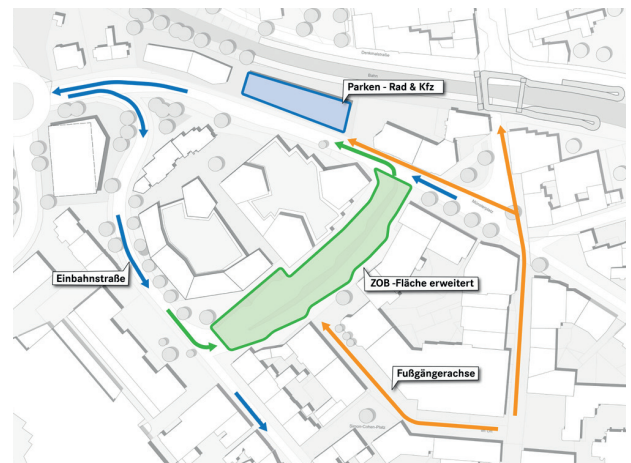 Parken - Rad & Kfz
Einbahnstraße
ZOB -Fläche erweitert
Fußgängerachse